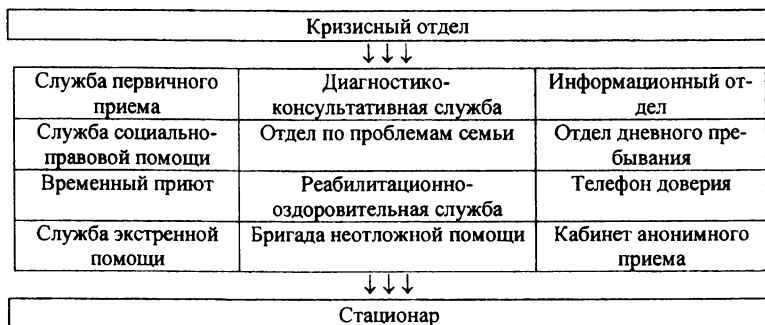 Кризисный отдел
↓↓↓
Служба первичного
приема
Диагностико-
консультативная служба
Информационный от-
дел
Служба социально-
правовой помощи
Отдел по проблемам семьи
Отдел дневного пре-
бывания
Временный приют
Реабилитационно-
оздоровительная служба
Телефон доверия
Служба экстренной
помощи
Бригада неотложной помощи
Кабинет анонимного
приема
↓↓↓
Стационар